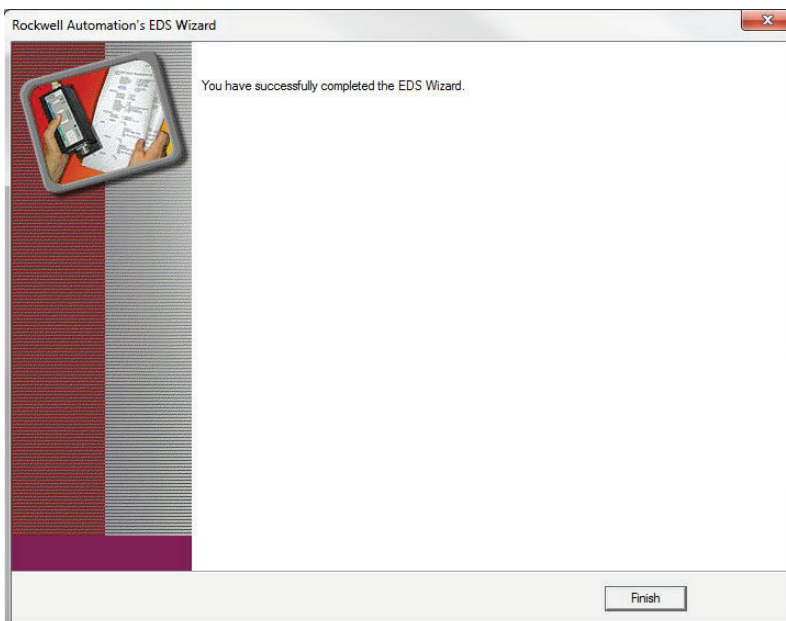 Rockwell Automation's EDS Wizard
You have successfully completed the EDS Wizard.
Finish